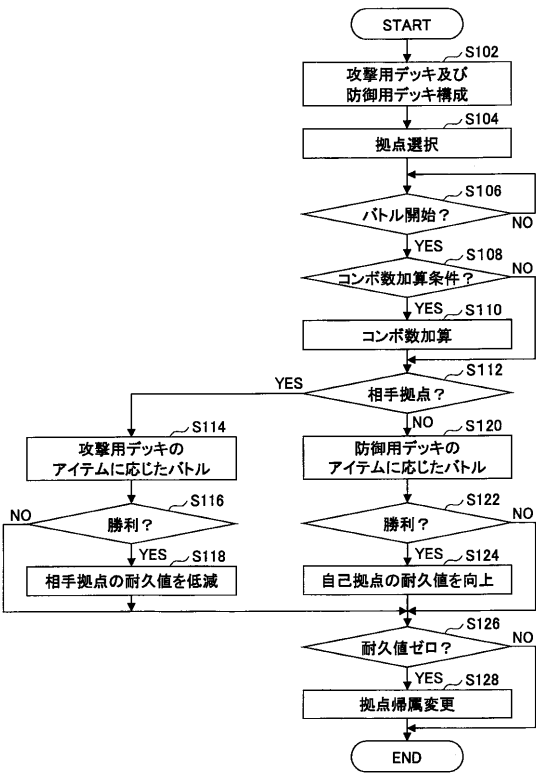 START
S102
攻撃用デッキ及び
防御用デッキ構成
S104
拠点選択
S106
バトル開始?
NO
YES
S108
コンボ数加算条件?
NO
YES
S110
コンボ数加算
S112
相手拠点?
YES
NO
S114
攻撃用デッキの
アイテムに応じたバトル
S116
勝利?
NO
YES
S118
相手拠点の耐久値を低減
S120
防御用デッキの
アイテムに応じたバトル
S122
勝利?
NO
YES
S124
自己拠点の耐久値を向上
S126
耐久値ゼロ?
NO
YES
S128
拠点帰属変更
END